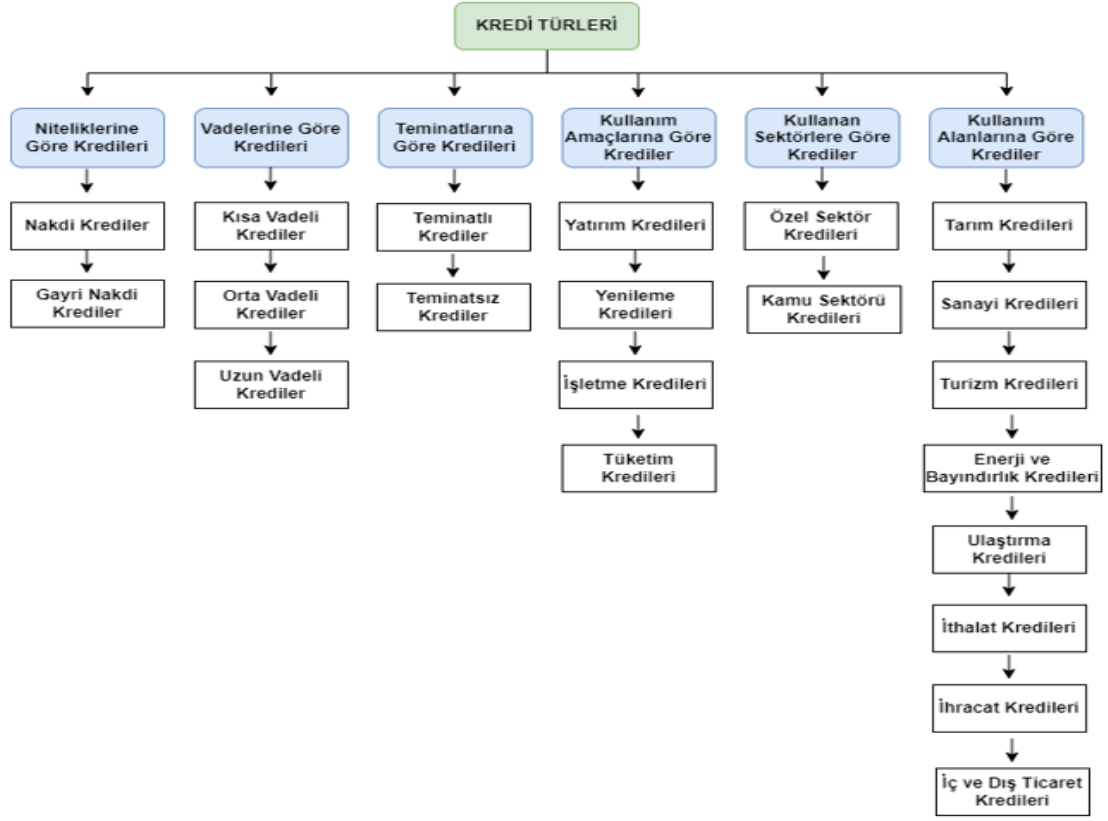 KREDİ TÜRLERİ
Niteliklerine
Göre Kredileri
Nakdi Krediler
Gayri Nakdi
Krediler
Vadelerine Göre
Kredileri
Kısa Vadeli
Krediler
Orta Vadeli
Krediler
Uzun Vadeli
Krediler
Teminatlarına
Göre Kredileri
Teminatlı
Krediler
Teminatsız
Krediler
Kullanım
Amaçlarına Göre
Krediler
Yatırım Kredileri
Yenileme
Kredileri
İşletme Kredileri
Tüketim
Kredileri
Kullanan
Sektörlere Göre
Krediler
Özel Sektör
Kredileri
Kamu Sektörü
Kredileri
Kullanım
Alanlarına Göre
Krediler
Tarım Kredileri
Sanayi Kredileri
Turizm Kredileri
Enerji ve
Bayındırlık Kredileri
Ulaştırma
Kredileri
İthalat Kredileri
İhracat Kredileri
İç ve Dış Ticaret
Kredileri